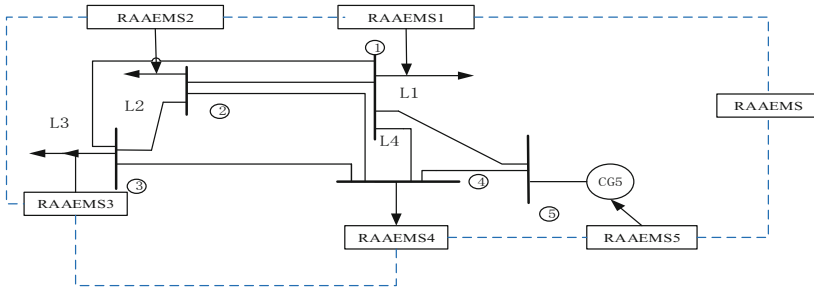 RAAEMS2
RAAEMS1
①
L2
②
L1
RAAEMS
L3
L4
③
④
CG5
RAAEMS3
⑤
RAAEMS4
RAAEMS5